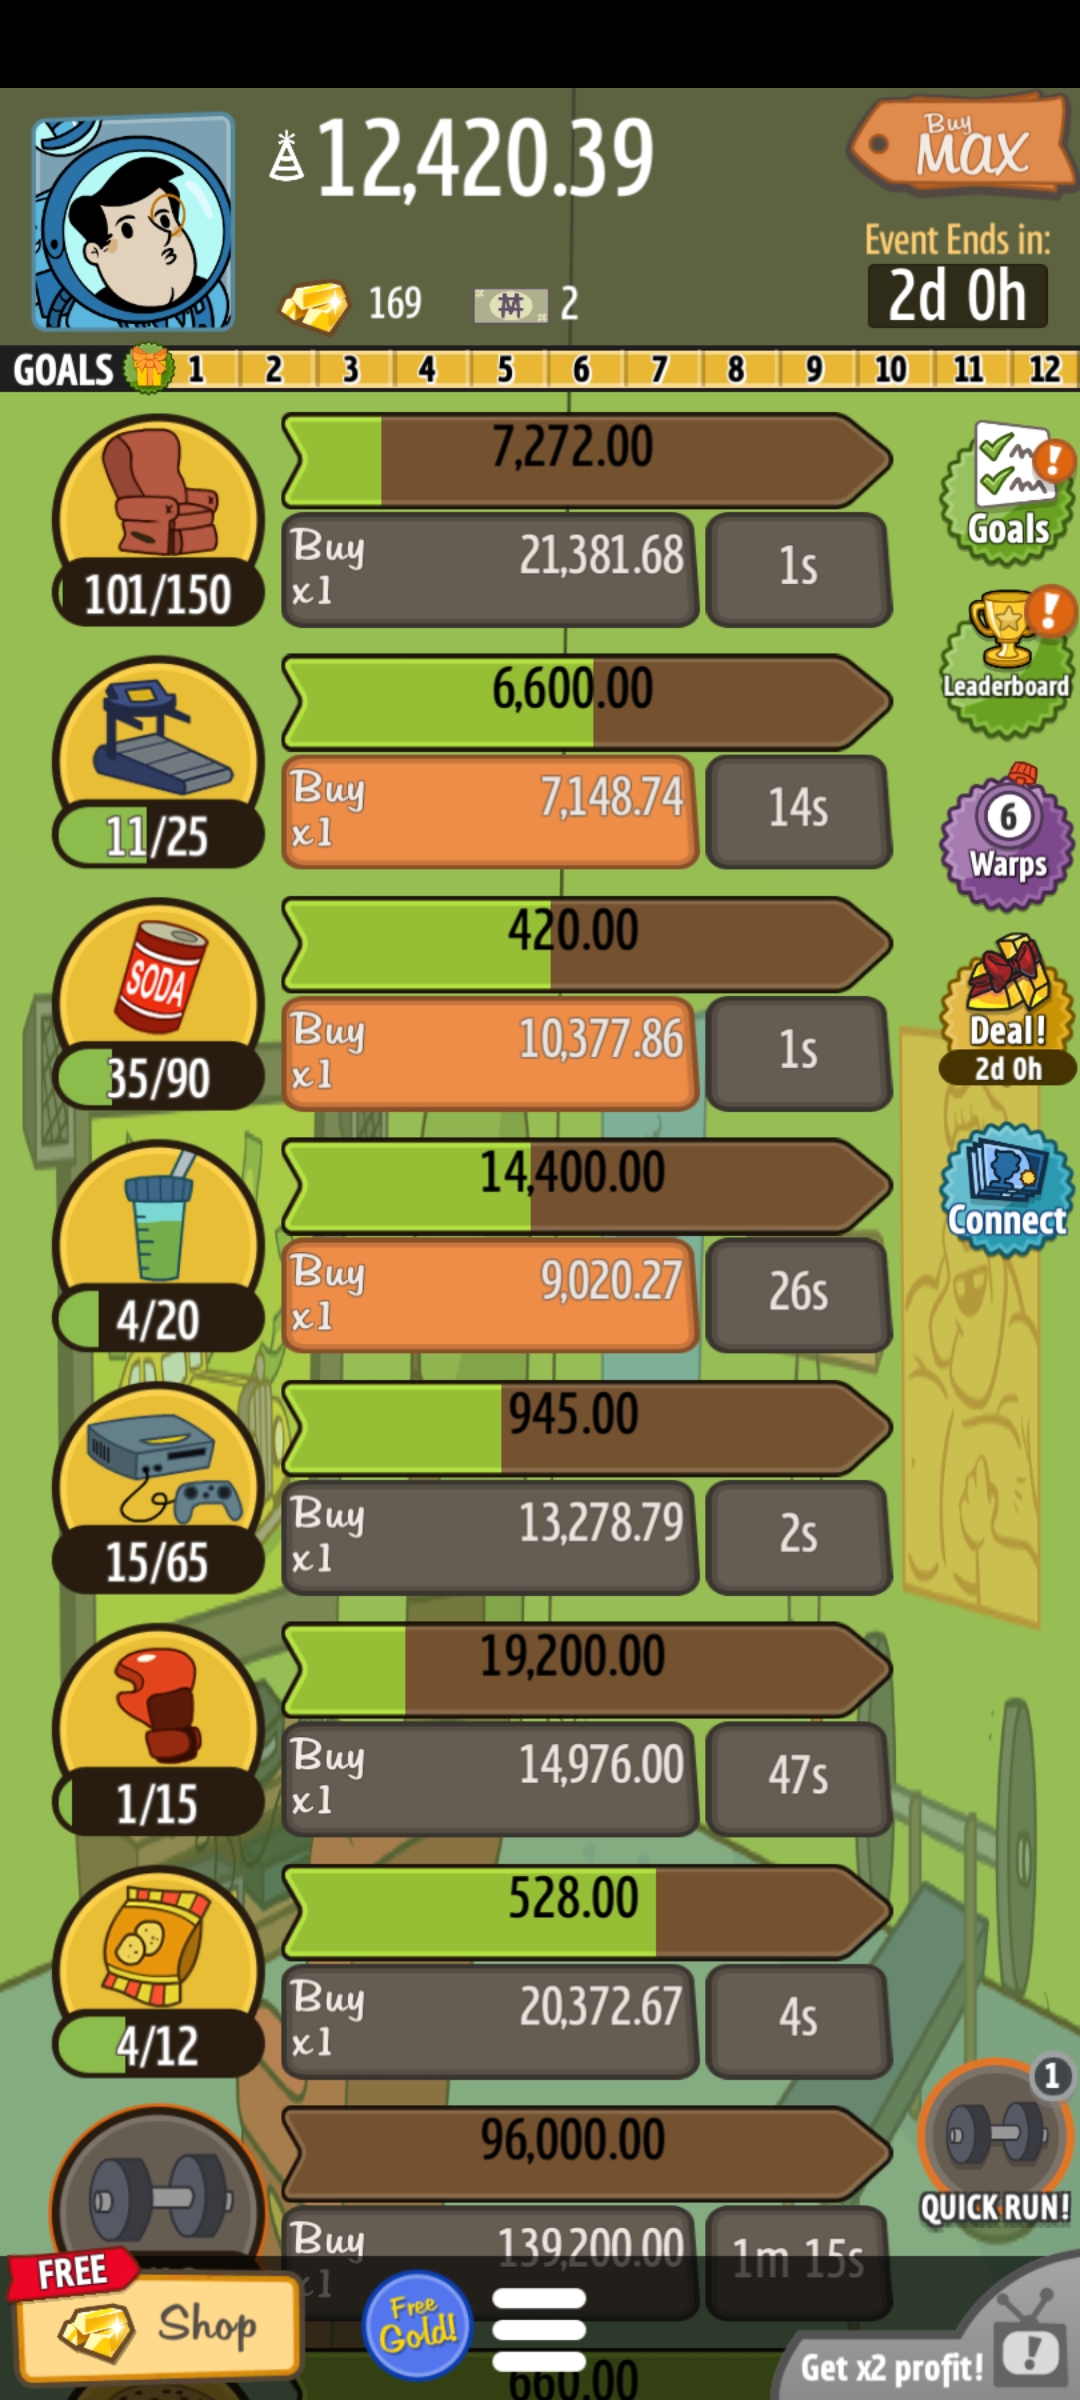 12,420.39
Buy
MAX
Event Ends in:
2d 0h
169
2
GOALS 1 2 3 4 5 6 7 8 9 10 11 12
7,272.00
Buy 21,381.68
x1
1s
101/150
Goals
6,600.00
Buy 7,148.74
x1
14s
11/25
Leaderboard
420.00
SODA
Buy 10,377.86
x1
1s
35/90
6
Warps
Deal!
2d 0h
14,400.00
Buy 9,020.27
x1
26s
4/20
Connect
945.00
Buy 13,278.79
x1
2s
15/65
19,200.00
Buy 14,976.00
x1
47s
1/15
528.00
Buy 20,372.67
x1
4s
4/12
96,000.00
Buy 139,200.00
x1
1m 15s
1
QUICK RUN!
FREE
Shop
Free
Gold!
660.00
Get x2 profit!